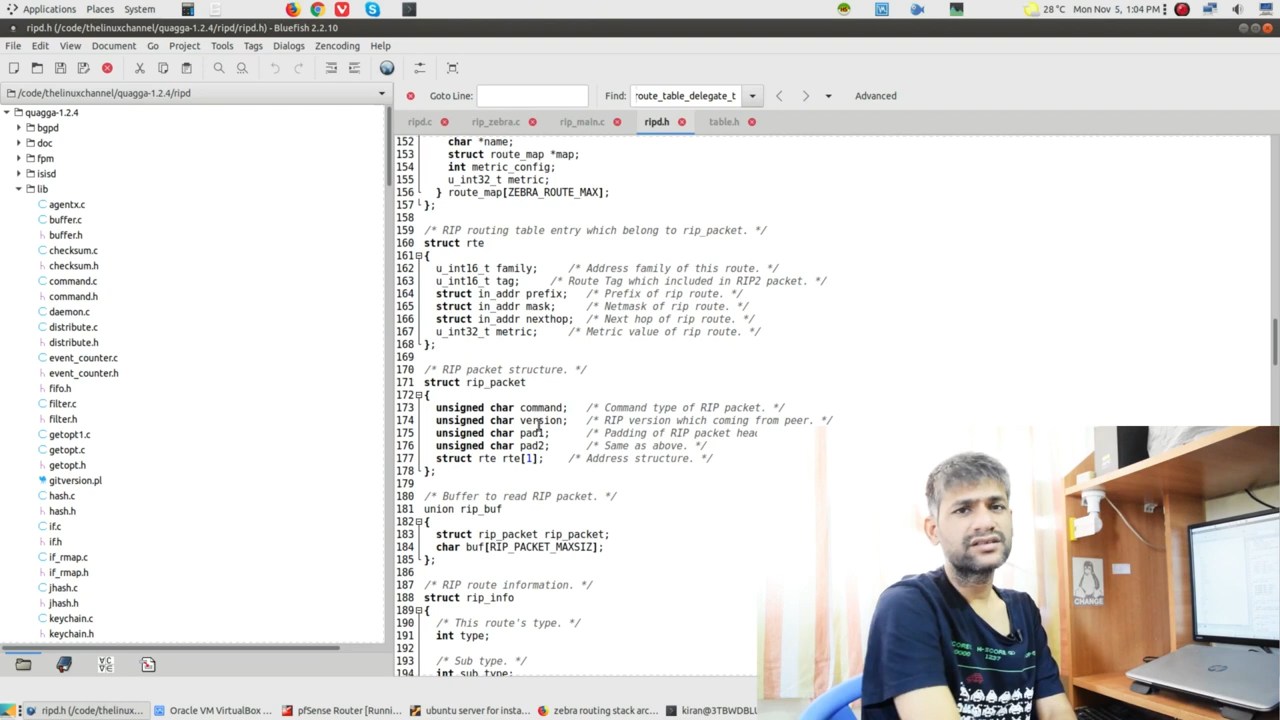 Applications Places System 28 °C Mon Nov 5, 1:04 PM
ripd.h (/code/thelinuxchannel/quagga-1.2.4/ripd/ripd.h) - Bluefish 2.2.10
File Edit View Document Go Project Tools Tags Dialogs Zencoding Help
/code/thelinuxchannel/quagga-1.2.4/ripd
Goto Line: Find: route_table_delegate_t Advanced
ripd.c rip_zebra.c rip_main.c ripd.h table.h
quagga-1.2.4
bgpd
doc
fpm
isisd
lib
agentx.c
buffer.c
buffer.h
checksum.c
checksum.h
command.c
command.h
daemon.c
distribute.c
distribute.h
event_counter.c
event_counter.h
fifo.h
filter.c
filter.h
getopt1.c
getopt.c
getopt.h
gitversion.pl
hash.c
hash.h
if.c
if.h
if_rmap.c
if_rmap.h
jhash.c
jhash.h
keychain.c
keychain.h
152 char *name;
153 struct route_map *map;
154 int metric_config;
155 u_int32_t metric;
156 } route_map[ZEBRA_ROUTE_MAX];
157 };
158
159 /* RIP routing table entry which belong to rip_packet. */
160 struct rte
161 {
162 u_int16_t family; /* Address family of this route. */
163 u_int16_t tag; /* Route Tag which included in RIP2 packet. */
164 struct in_addr prefix; /* Prefix of rip route. */
165 struct in_addr mask; /* Netmask of rip route. */
166 struct in_addr nexthop; /* Next hop of rip route. */
167 u_int32_t metric; /* Metric value of rip route. */
168 };
169
170 /* RIP packet structure. */
171 struct rip_packet
172 {
173 unsigned char command; /* Command type of RIP packet. */
174 unsigned char version; /* RIP version which coming from peer. */
175 unsigned char pad1; /* Padding of RIP packet head
176 unsigned char pad2; /* Same as above. */
177 struct rte rte[1]; /* Address structure. */
178 };
179
180 /* Buffer to read RIP packet. */
181 union rip_buf
182 {
183 struct rip_packet rip_packet;
184 char buf[RIP_PACKET_MAXSIZ];
185 };
186
187 /* RIP route information. */
188 struct rip_info
189 {
190 /* This route's type. */
191 int type;
192
193 /* Sub type. */
194 int sub_type;
CHANGE
ripd.h (/code/thelinux... Oracle VM VirtualBox pfSense Router [Runni... ubuntu server for insta... zebra routing stack arc... kiran@3TBWDBLU